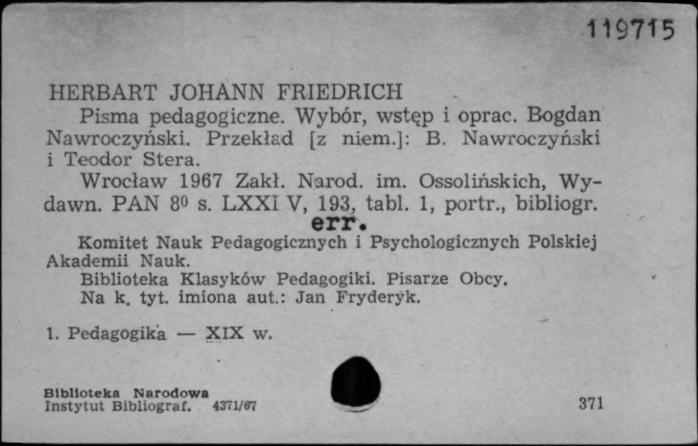 119715
HERBART JOHANN FRIEDRICH
Pisma pedagogiczne. Wybór, wstęp i oprac. Bogdan
Nawroczyński. Przekład [z niem.]: B. Nawroczyński
i Teodor Stera.
Wrocław 1967 Zakł. Narod. im. Ossolińskich, Wy-
dawn. PAN 8⁰ s. LXXI V, 193, tabl. 1, portr., bibliogr.
err.
Komitet Nauk Pedagogicznych i Psychologicznych Polskiej
Akademii Nauk.
Biblioteka Klasyków Pedagogiki. Pisarze Obcy.
Na k. tyt. imiona aut.: Jan Fryderyk.
1. Pedagogika — XIX w.
Biblioteka Narodowa
Instytut Bibliograf. 4371/67
371